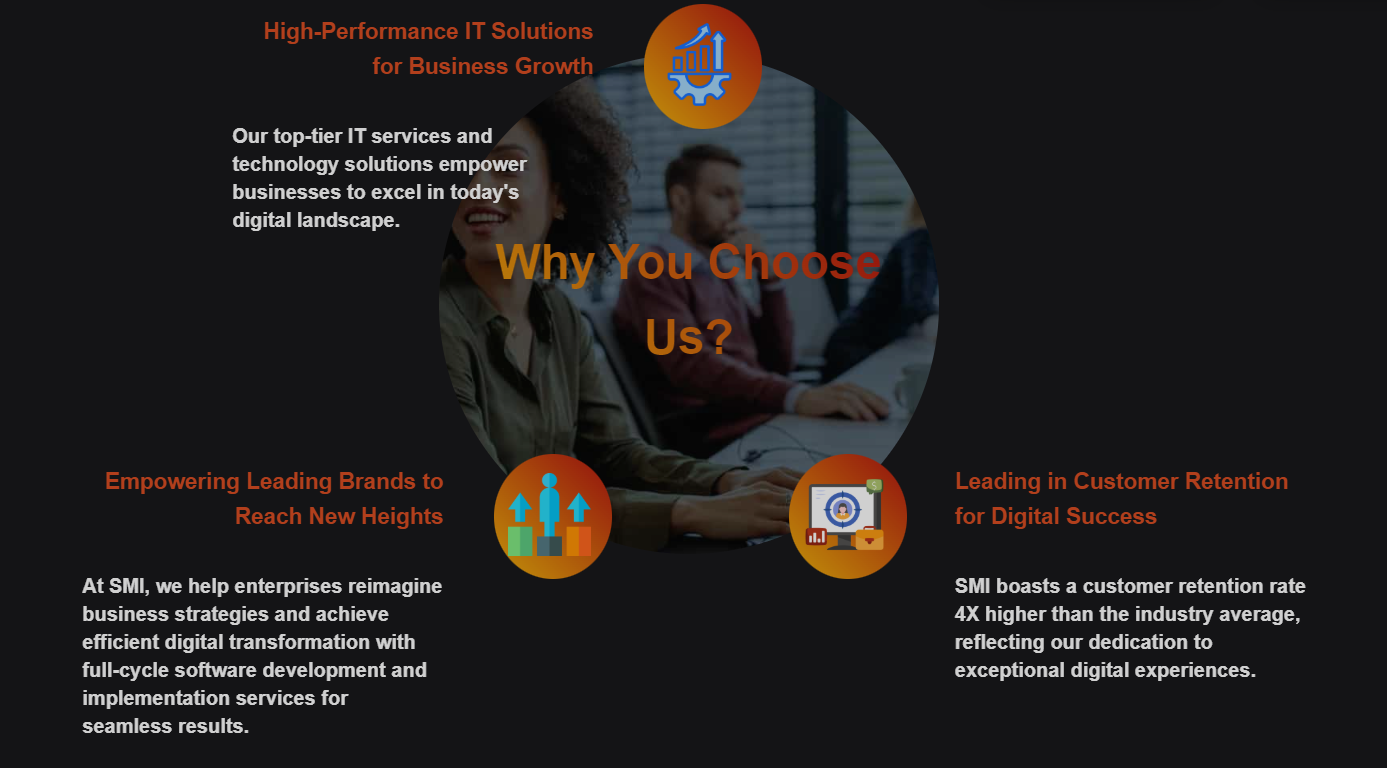 High-Performance IT Solutions
for Business Growth
Our top-tier IT services and
technology solutions empower
businesses to excel in today's
digital landscape.
Why You Choose
Us?
Empowering Leading Brands to
Reach New Heights
At SMI, we help enterprises reimagine
business strategies and achieve
efficient digital transformation with
full-cycle software development and
implementation services for
seamless results.
Leading in Customer Retention
for Digital Success
SMI boasts a customer retention rate
4X higher than the industry average,
reflecting our dedication to
exceptional digital experiences.